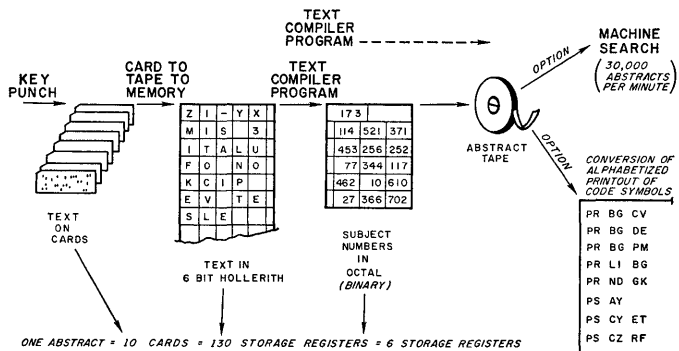 TEXT
COMPILER
PROGRAM
MACHINE
SEARCH
(30,000
ABSTRACTS
PER MINUTE)
OPTION
KEY
PUNCH
CARD TO
TAPE TO
MEMORY
TEXT
COMPILER
PROGRAM
Z I - Y X
M I S 3
I T A L U
F O N O
K C I P
E V T E
S L E
173
114 521 371
453 256 252
77 344 117
462 10 610
27 366 702
ABSTRACT
TAPE
OPTION
CONVERSION OF
ALPHABETIZED
PRINTOUT OF
CODE SYMBOLS
PR BG CV
PR BG DE
PR BG PM
PR LI BG
PR ND GK
PS AY
PS CY ET
PS CZ RF
TEXT
ON
CARDS
TEXT IN
6 BIT HOLLERITH
SUBJECT
NUMBERS
IN
OCTAL
(BINARY)
ONE ABSTRACT = 10 CARDS = 130 STORAGE REGISTERS = 6 STORAGE REGISTERS